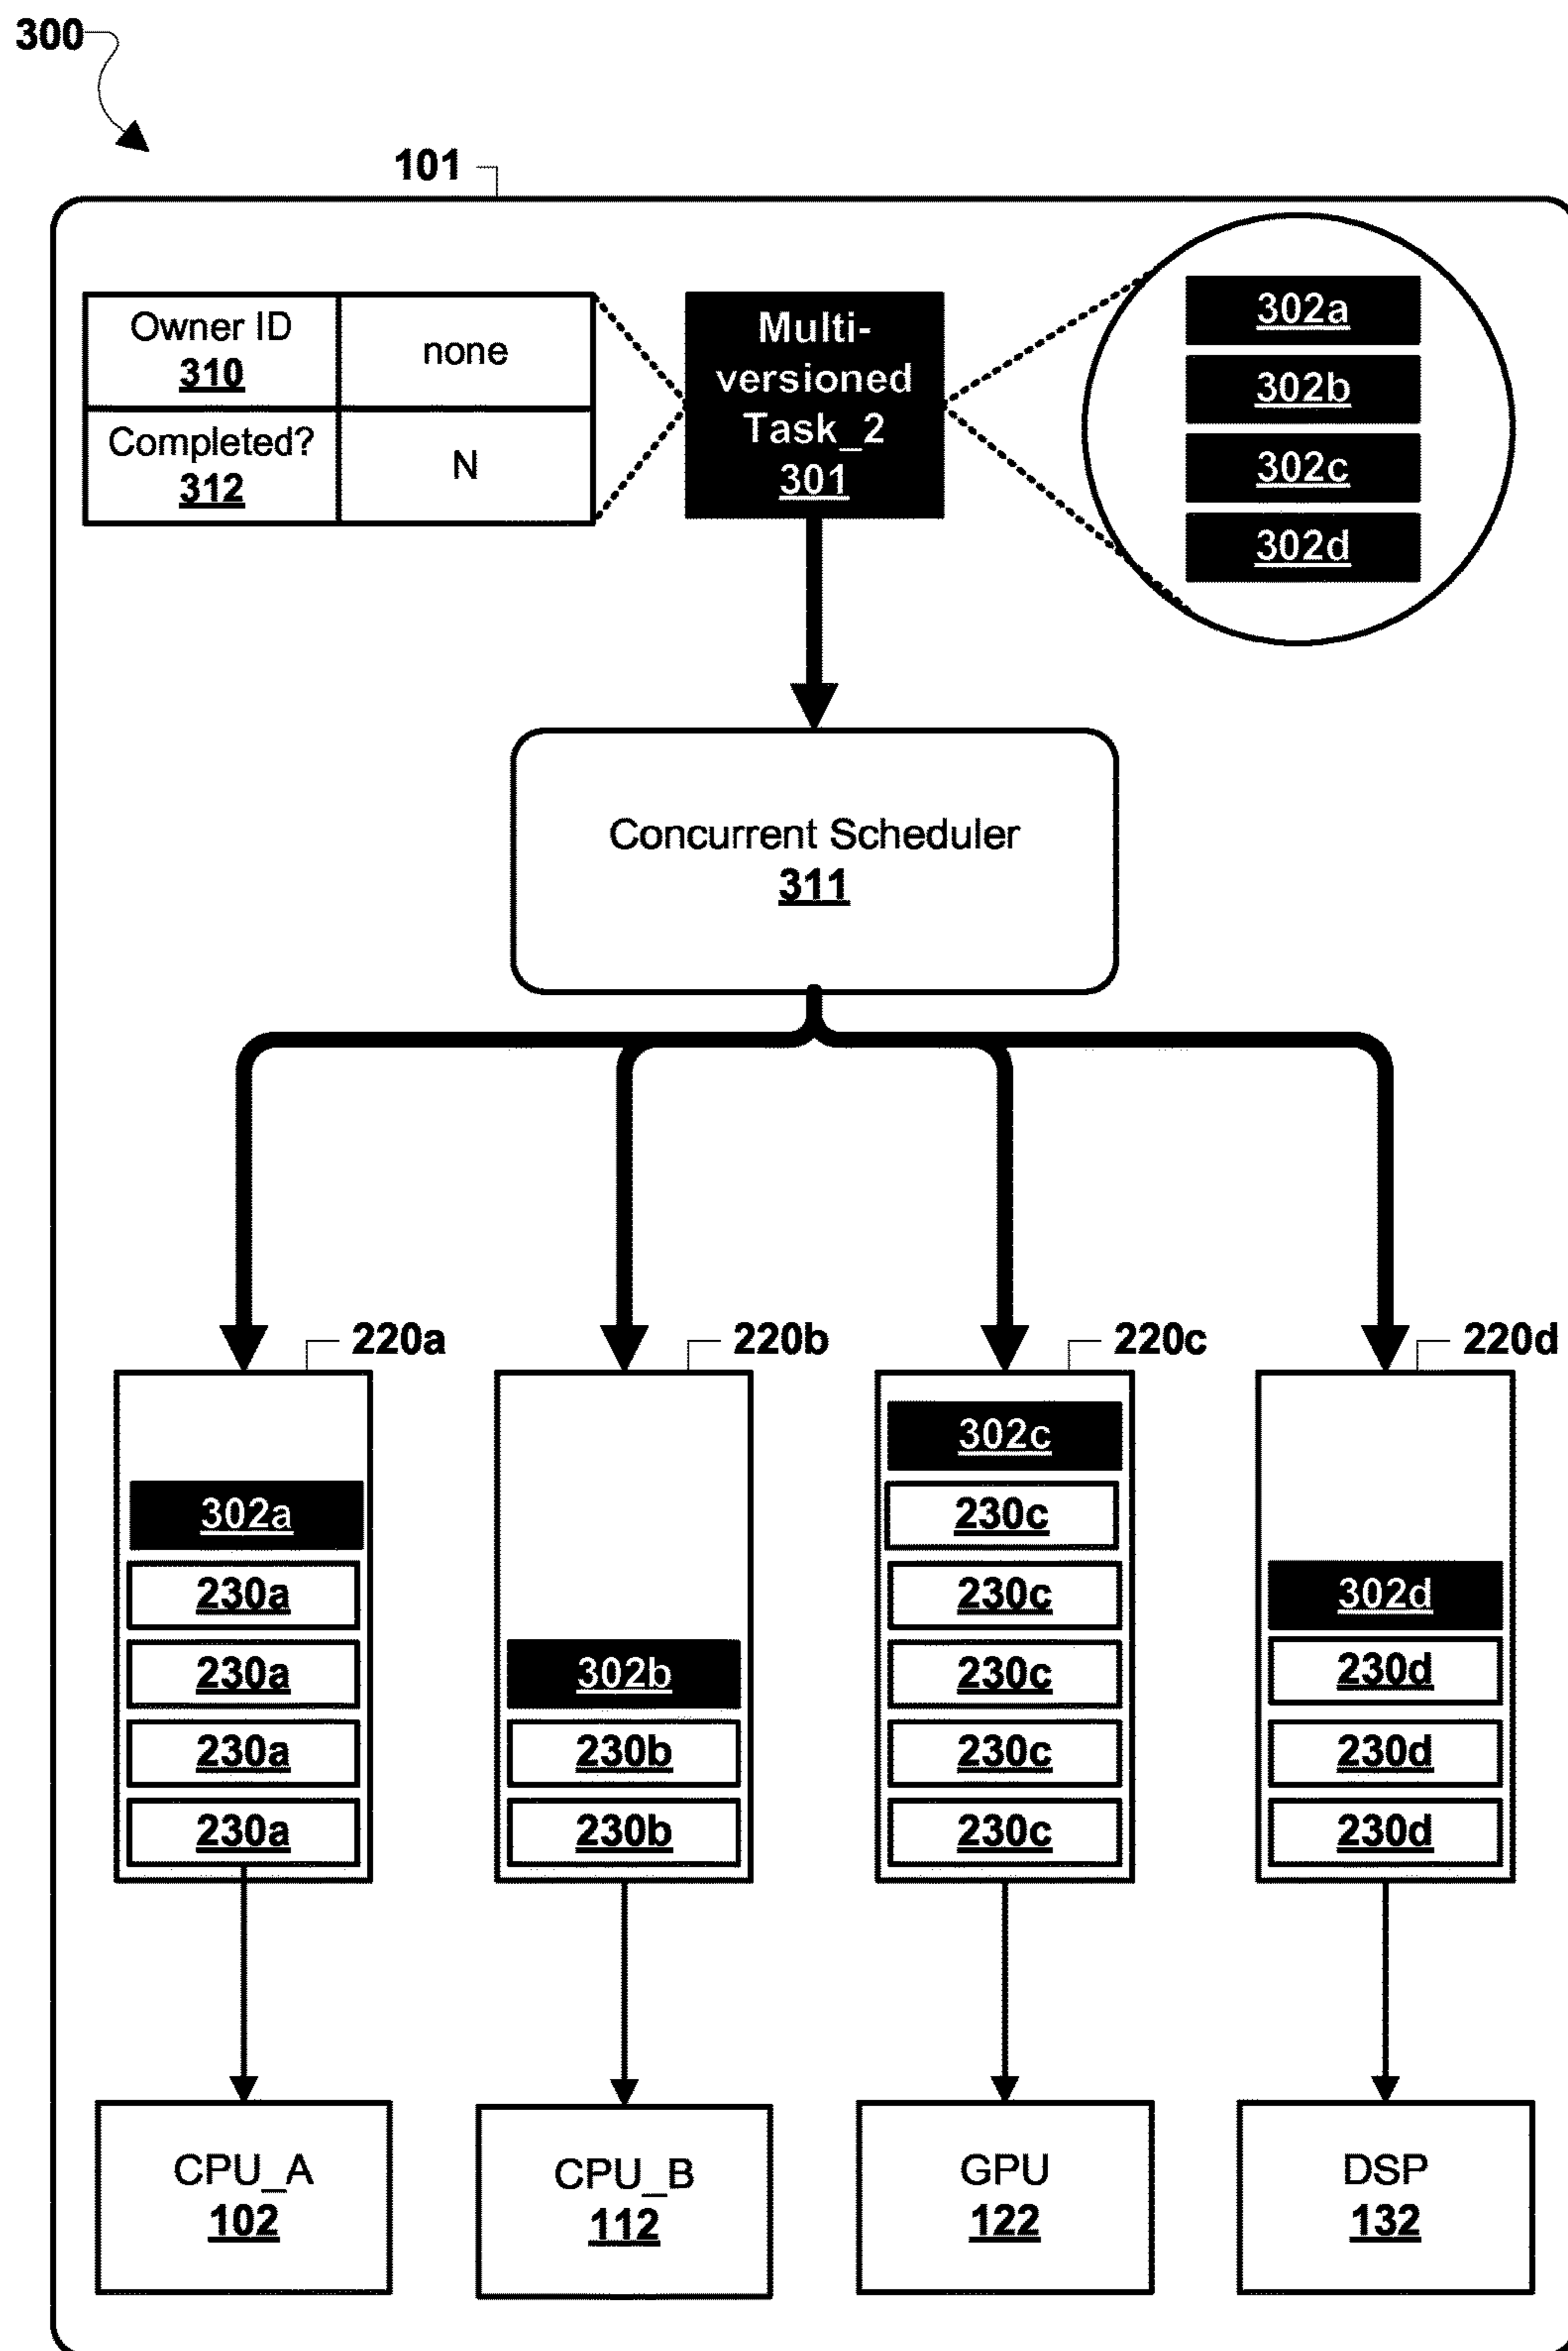 300
101
Owner ID
310
none
Completed?
312
N
Multi-
versioned
Task_2
301
302a
302b
302c
302d
Concurrent Scheduler
311
220a
220b
220c
220d
302a
230a
230a
230a
230a
302b
230b
230b
302c
230c
230c
230c
230c
230c
302d
230d
230d
230d
CPU_A
102
CPU_B
112
GPU
122
DSP
132